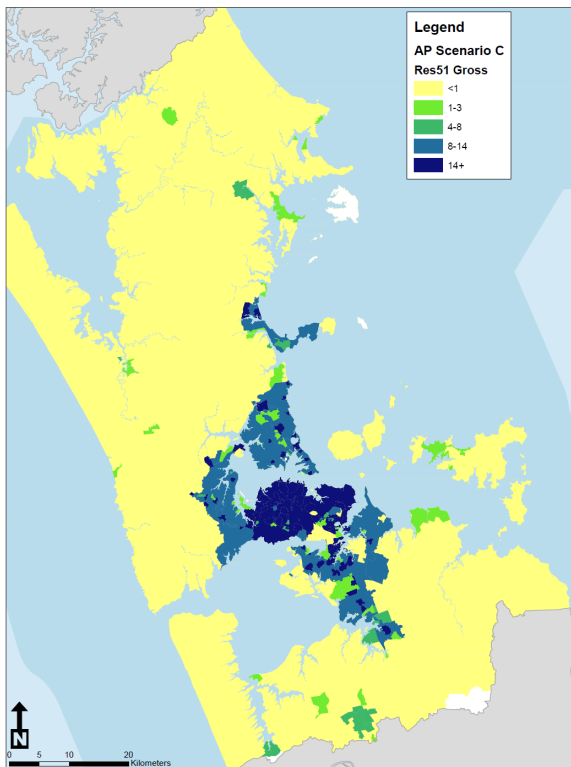 Legend
AP Scenario C
Res51 Gross
<1
1-3
4-8
8-14
14+
N
0 5 10 20
Kilometers